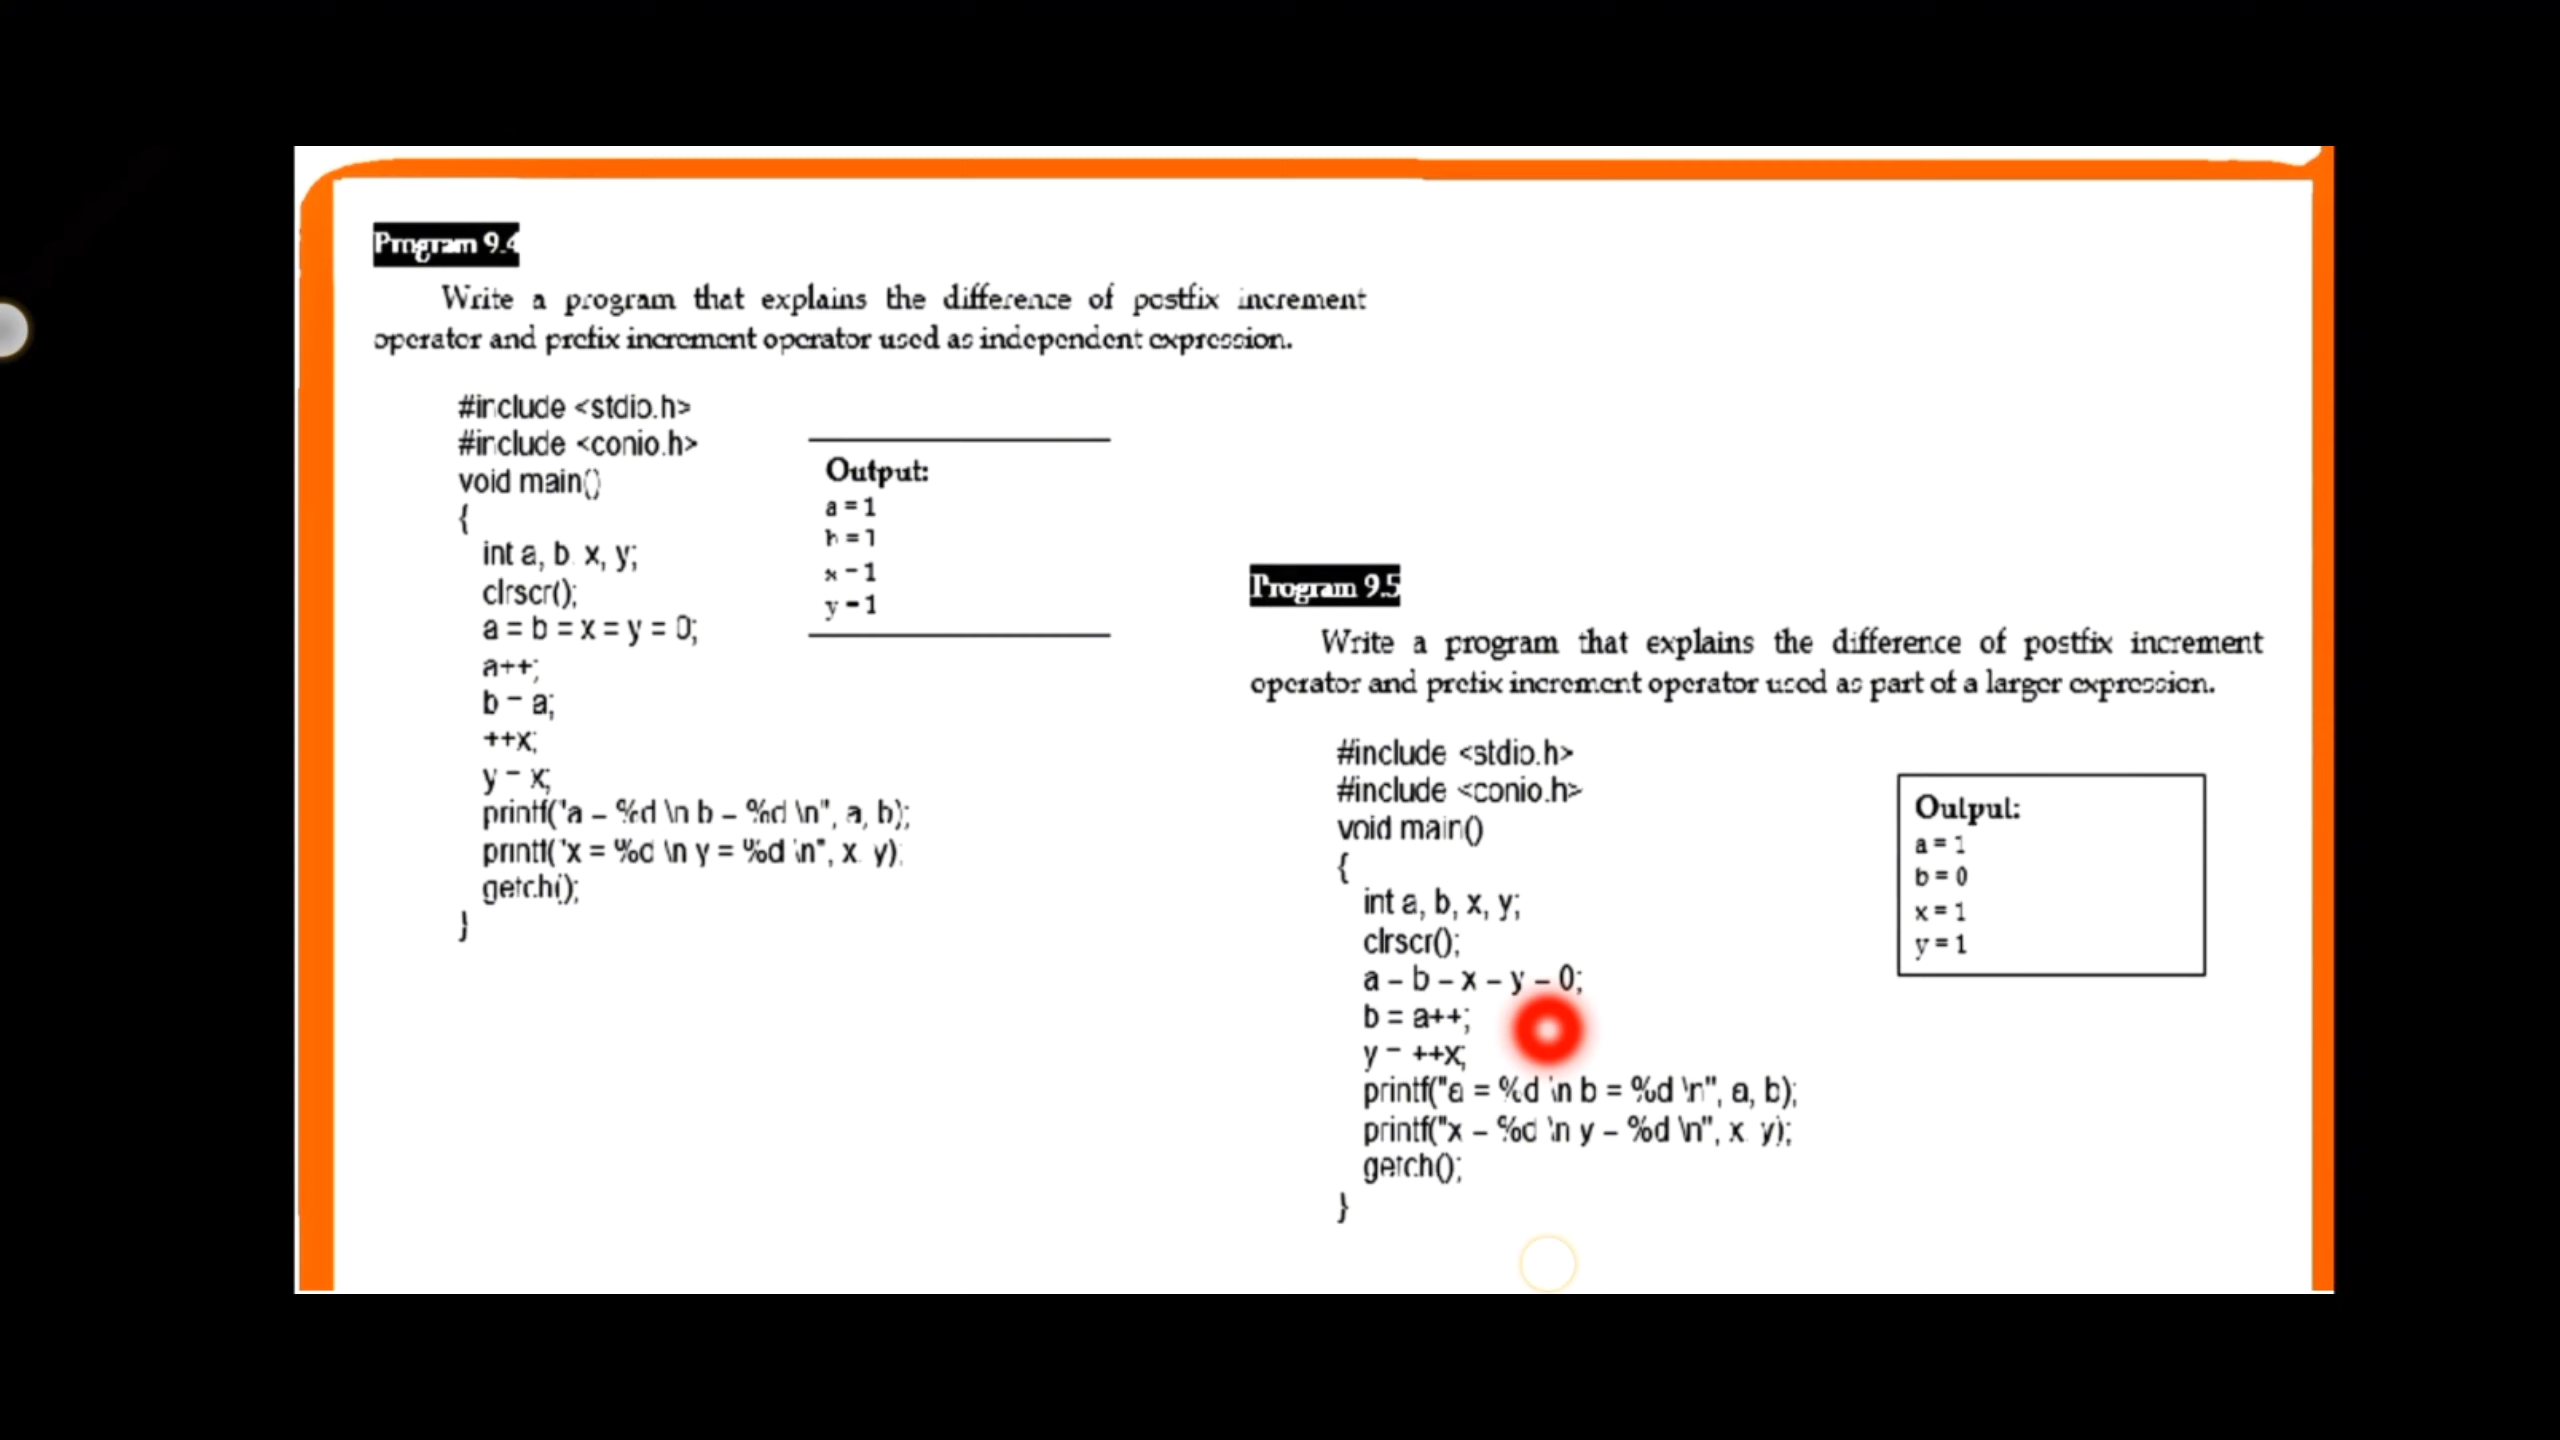 Program 9.4
Write a program that explains the difference of postfix increment
operator and prefix increment operator used as independent expression.
#include <stdio.h>
#include <conio.h>
void main()
{
int a, b, x, y;
clrscr();
a = b = x = y = 0;
a++;
b = a;
++x;
y = x;
printf("a = %d \n b = %d \n", a, b);
printf("x = %d \n y = %d \n", x, y);
getch();
}
Output:
a = 1
b = 1
x = 1
y = 1
Program 9.5
Write a program that explains the difference of postfix increment
operator and prefix increment operator used as part of a larger expression.
#include <stdio.h>
#include <conio.h>
void main()
{
int a, b, x, y;
clrscr();
a = b = x = y = 0;
b = a++;
y = ++x;
printf("a = %d \n b = %d \n", a, b);
printf("x = %d \n y = %d \n", x, y);
getch();
}
Output:
a = 1
b = 0
x = 1
y = 1